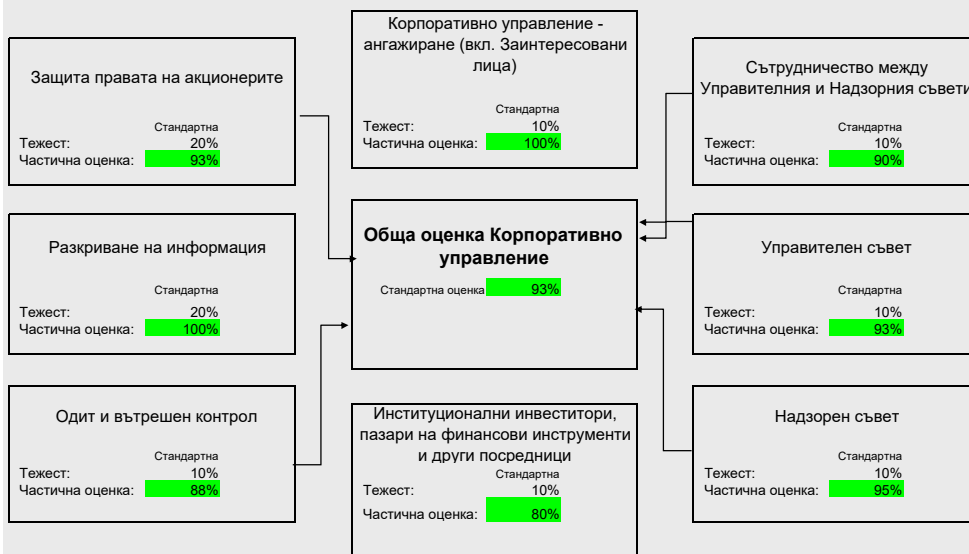 Корпоративно управление -
ангажиране (вкл. Заинтересовани
лица)
Стандартна
Тежест: 10%
Частична оценка: 100%
Защита правата на акционерите
Стандартна
Тежест: 20%
Частична оценка: 93%
Сътрудничество между
Управителния и Надзорния съвети
Стандартна
Тежест: 10%
Частична оценка: 90%
Разкриване на информация
Стандартна
Тежест: 20%
Частична оценка: 100%
Обща оценка Корпоративно
управление
Стандартна оценка 93%
Управителен съвет
Стандартна
Тежест: 10%
Частична оценка: 93%
Одит и вътрешен контрол
Стандартна
Тежест: 10%
Частична оценка: 88%
Институционални инвеститори,
пазари на финансови инструменти
и други посредници
Стандартна
Тежест: 10%
Частична оценка: 80%
Надзорен съвет
Стандартна
Тежест: 10%
Частична оценка: 95%